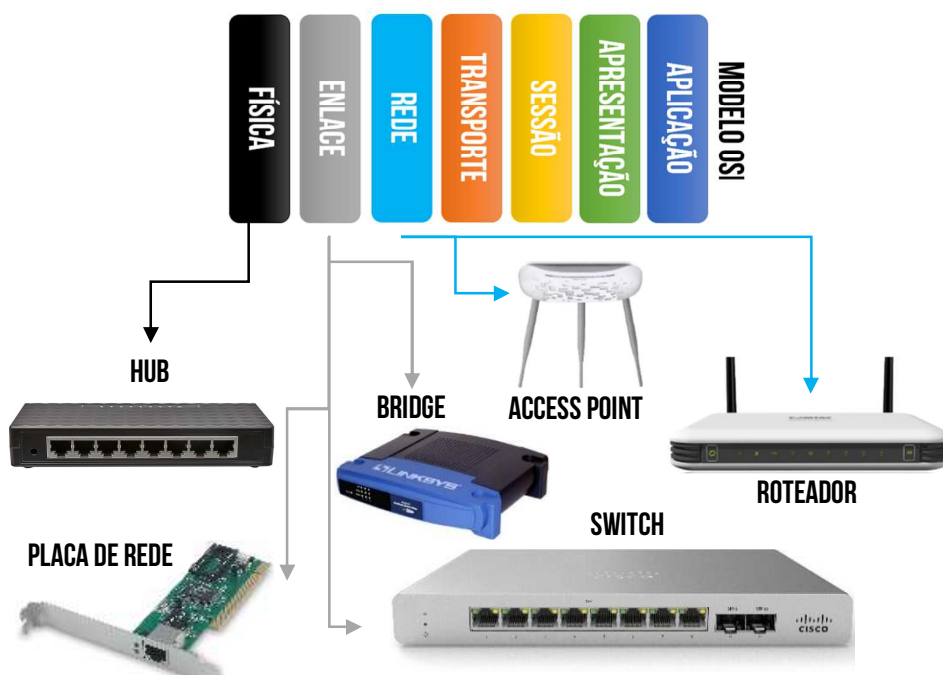 FÍSICA
ENLACE
REDE
TRANSPORTE
SESSÃO
APRESENTAÇÃO
APLICAÇÃO
MODELO OSI
HUB
BRIDGE
ACCESS POINT
LINKSYS
ROTEADOR
SWITCH
PLACA DE REDE
CISCO